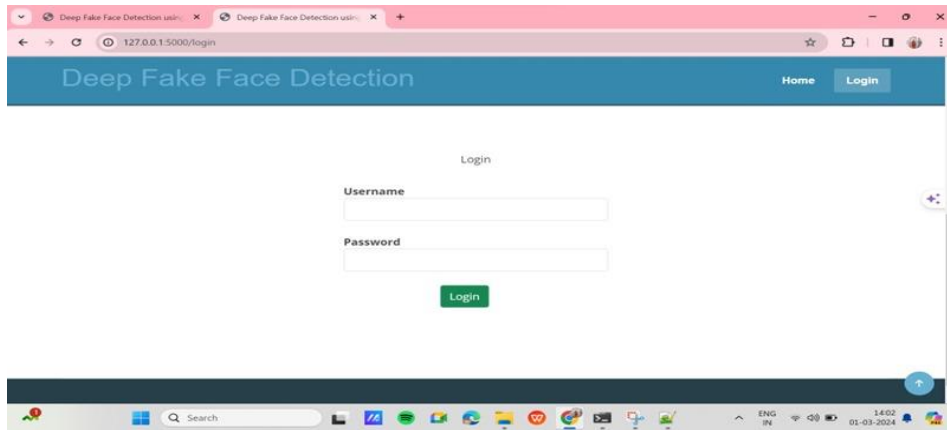 Deep Fake Face Detection usin
Deep Fake Face Detection usin
127.0.0.1:5000/login
Deep Fake Face Detection
Home
Login
Login
Username
Password
Login
Search
ENG
IN
14:02
01-03-2024